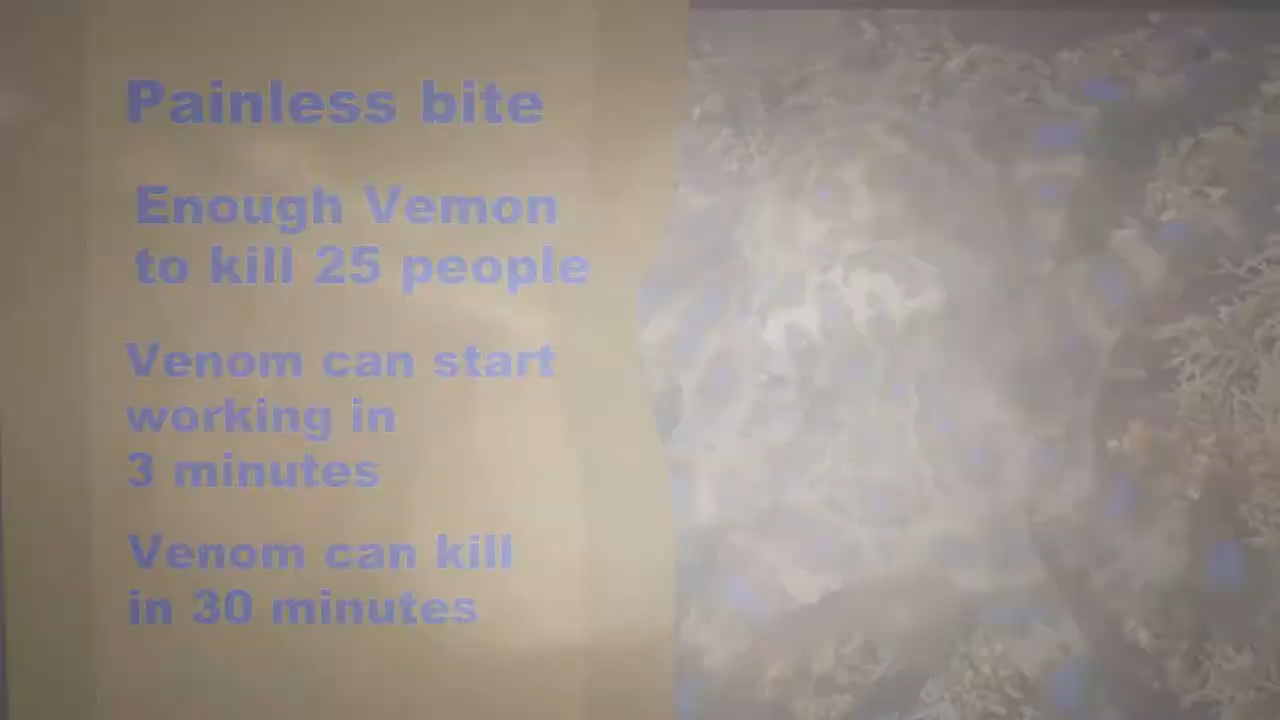 Painless bite
Enough Vemon
to kill 25 people
Venom can start
working in
3 minutes
Venom can kill
in 30 minutes